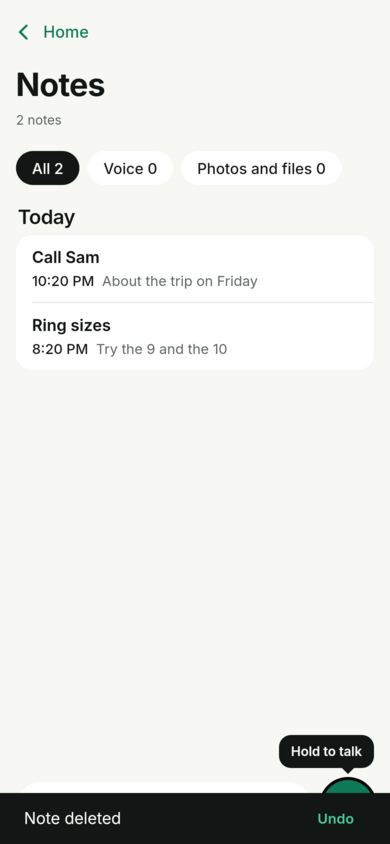 Home
Notes
2 notes
All 2 Voice 0 Photos and files 0
Today
Call Sam
10:20 PM About the trip on Friday
Ring sizes
8:20 PM Try the 9 and the 10
Hold to talk
Note deleted Undo